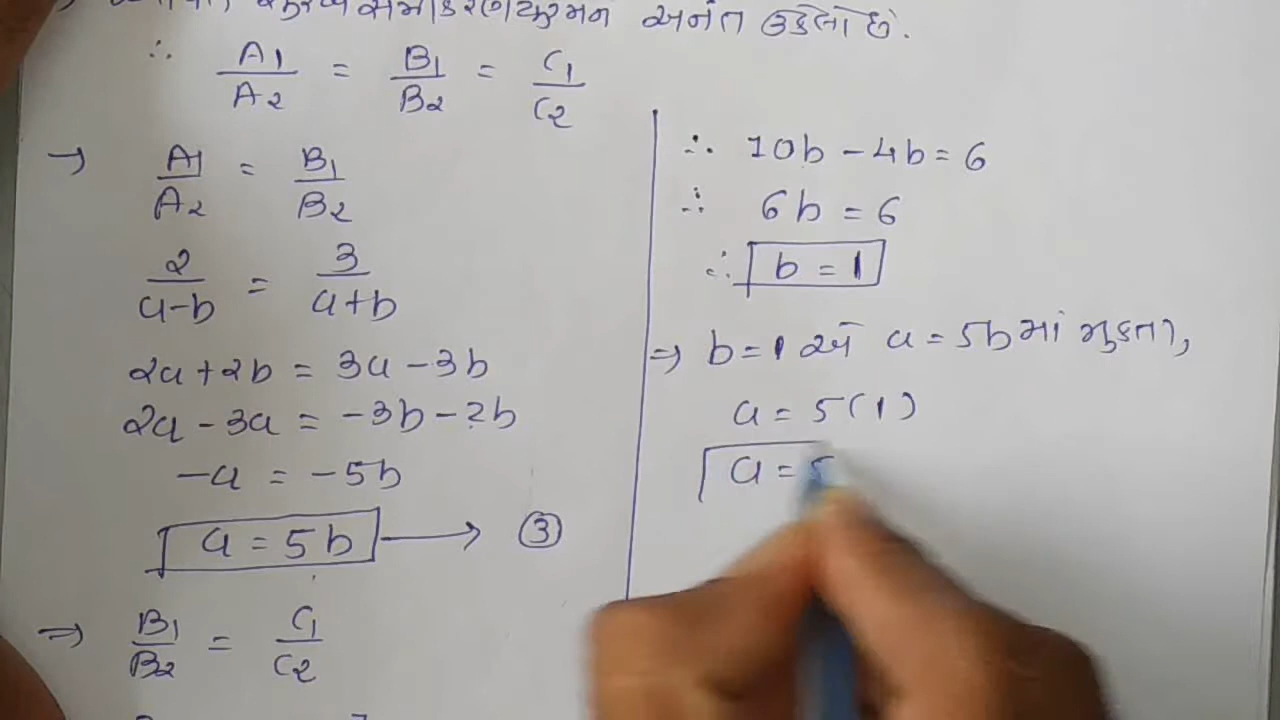 અનંત ઉકેલો છે.
∴ A1/A2 = B1/B2 = C1/C2
→ A1/A2 = B1/B2
2/a-b = 3/a+b
2a+2b = 3a-3b
2a-3a = -3b-2b
-a = -5b
a = 5b → ③
⇒ B1/B2 = C1/C2
∴ 10b-4b=6
∴ 6b=6
∴ b=1
⇒ b=1 એ a=5b માં મુકતા,
a = 5(1)
a = 5